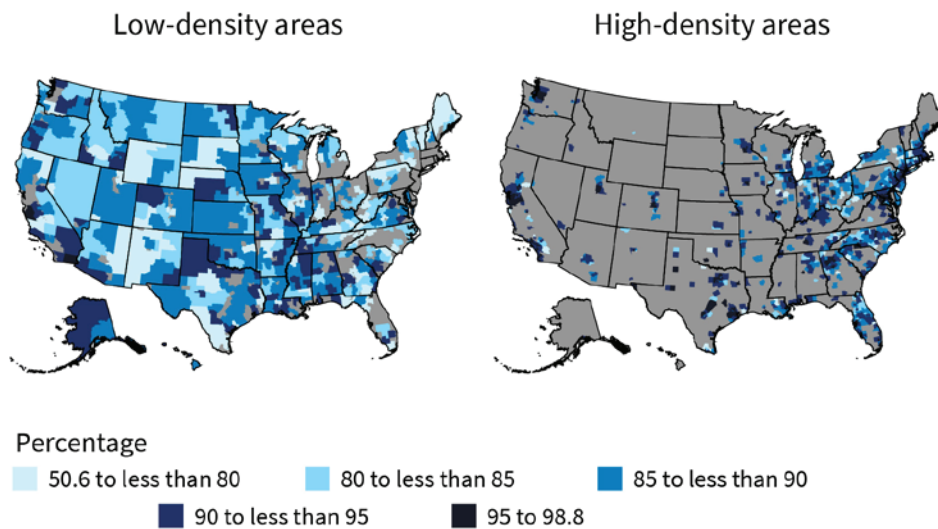 Low-density areas
High-density areas
Percentage
50.6 to less than 80
80 to less than 85
85 to less than 90
90 to less than 95
95 to 98.8